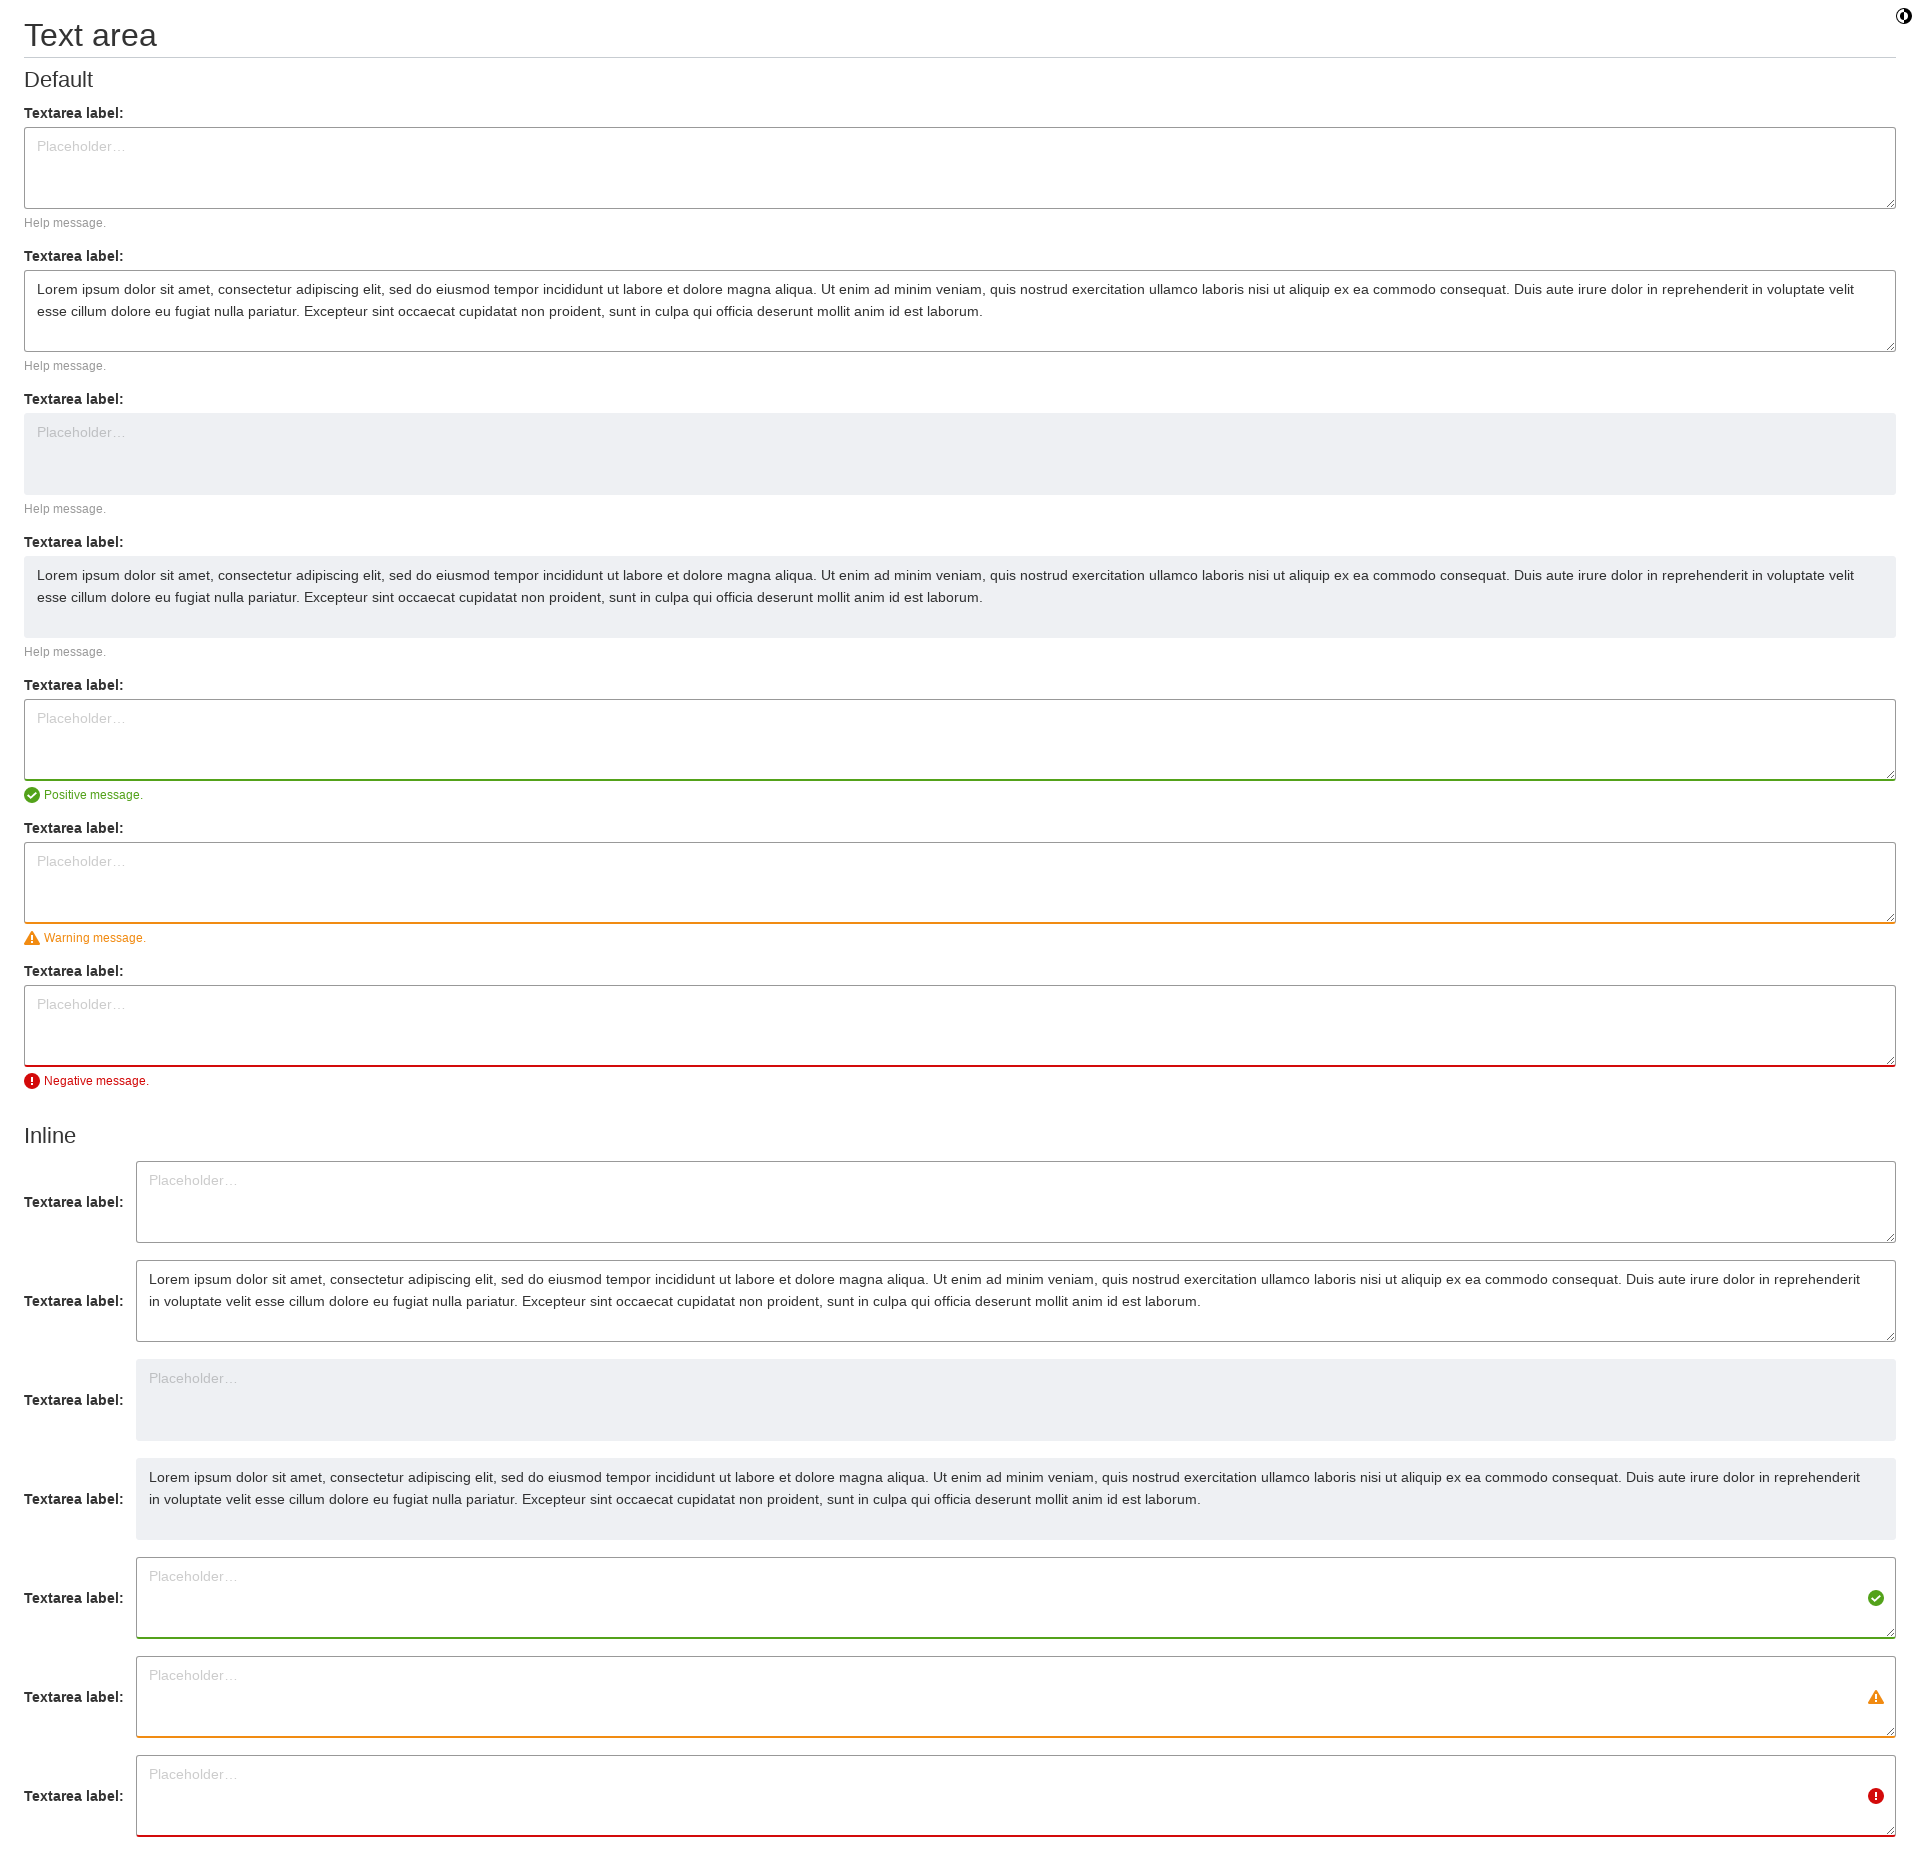 Text area
Default
Textarea label:
Placeholder…
Help message.
Textarea label:
Lorem ipsum dolor sit amet, consectetur adipiscing elit, sed do eiusmod tempor incididunt ut labore et dolore magna aliqua. Ut enim ad minim veniam, quis nostrud exercitation ullamco laboris nisi ut aliquip ex ea commodo consequat. Duis aute irure dolor in reprehenderit in voluptate velit
esse cillum dolore eu fugiat nulla pariatur. Excepteur sint occaecat cupidatat non proident, sunt in culpa qui officia deserunt mollit anim id est laborum.
Help message.
Textarea label:
Placeholder…
Help message.
Textarea label:
Lorem ipsum dolor sit amet, consectetur adipiscing elit, sed do eiusmod tempor incididunt ut labore et dolore magna aliqua. Ut enim ad minim veniam, quis nostrud exercitation ullamco laboris nisi ut aliquip ex ea commodo consequat. Duis aute irure dolor in reprehenderit in voluptate velit
esse cillum dolore eu fugiat nulla pariatur. Excepteur sint occaecat cupidatat non proident, sunt in culpa qui officia deserunt mollit anim id est laborum.
Help message.
Textarea label:
Placeholder…
Positive message.
Textarea label:
Placeholder…
Warning message.
Textarea label:
Placeholder…
Negative message.
Inline
Textarea label:
Placeholder…
Textarea label:
Lorem ipsum dolor sit amet, consectetur adipiscing elit, sed do eiusmod tempor incididunt ut labore et dolore magna aliqua. Ut enim ad minim veniam, quis nostrud exercitation ullamco laboris nisi ut aliquip ex ea commodo consequat. Duis aute irure dolor in reprehenderit
in voluptate velit esse cillum dolore eu fugiat nulla pariatur. Excepteur sint occaecat cupidatat non proident, sunt in culpa qui officia deserunt mollit anim id est laborum.
Textarea label:
Placeholder…
Textarea label:
Lorem ipsum dolor sit amet, consectetur adipiscing elit, sed do eiusmod tempor incididunt ut labore et dolore magna aliqua. Ut enim ad minim veniam, quis nostrud exercitation ullamco laboris nisi ut aliquip ex ea commodo consequat. Duis aute irure dolor in reprehenderit
in voluptate velit esse cillum dolore eu fugiat nulla pariatur. Excepteur sint occaecat cupidatat non proident, sunt in culpa qui officia deserunt mollit anim id est laborum.
Textarea label:
Placeholder…
Textarea label:
Placeholder…
Textarea label:
Placeholder…